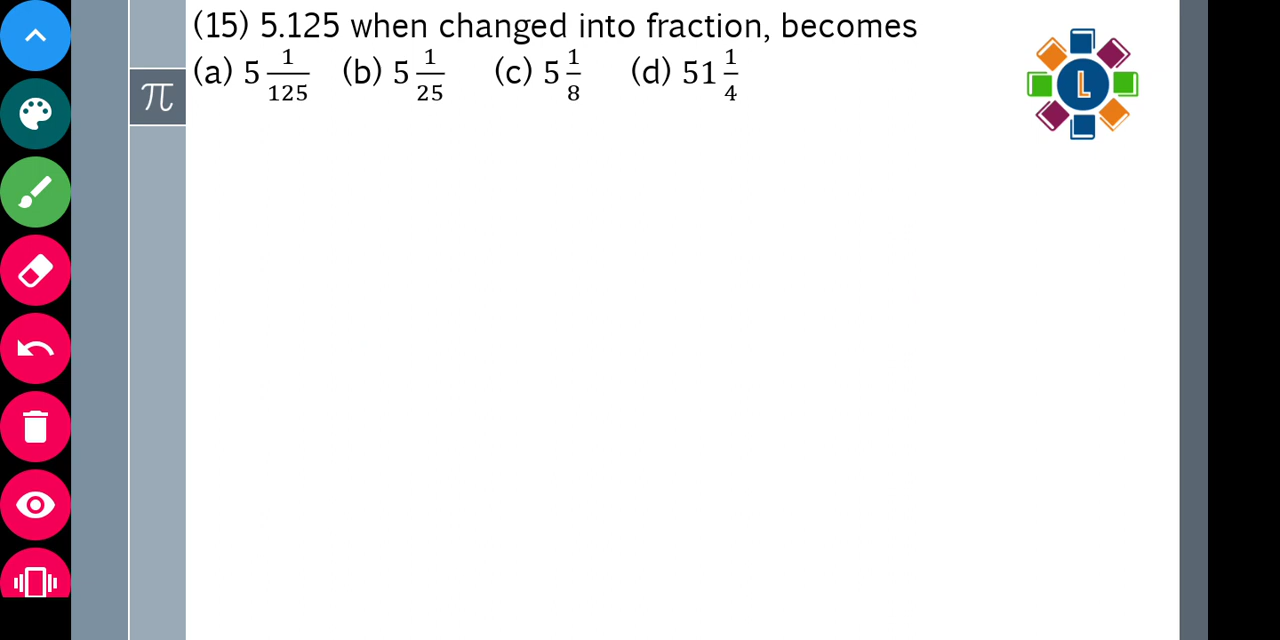 (15) 5.125 when changed into fraction, becomes
(a) 5 1/125 (b) 5 1/25 (c) 5 1/8 (d) 51 1/4
π
L